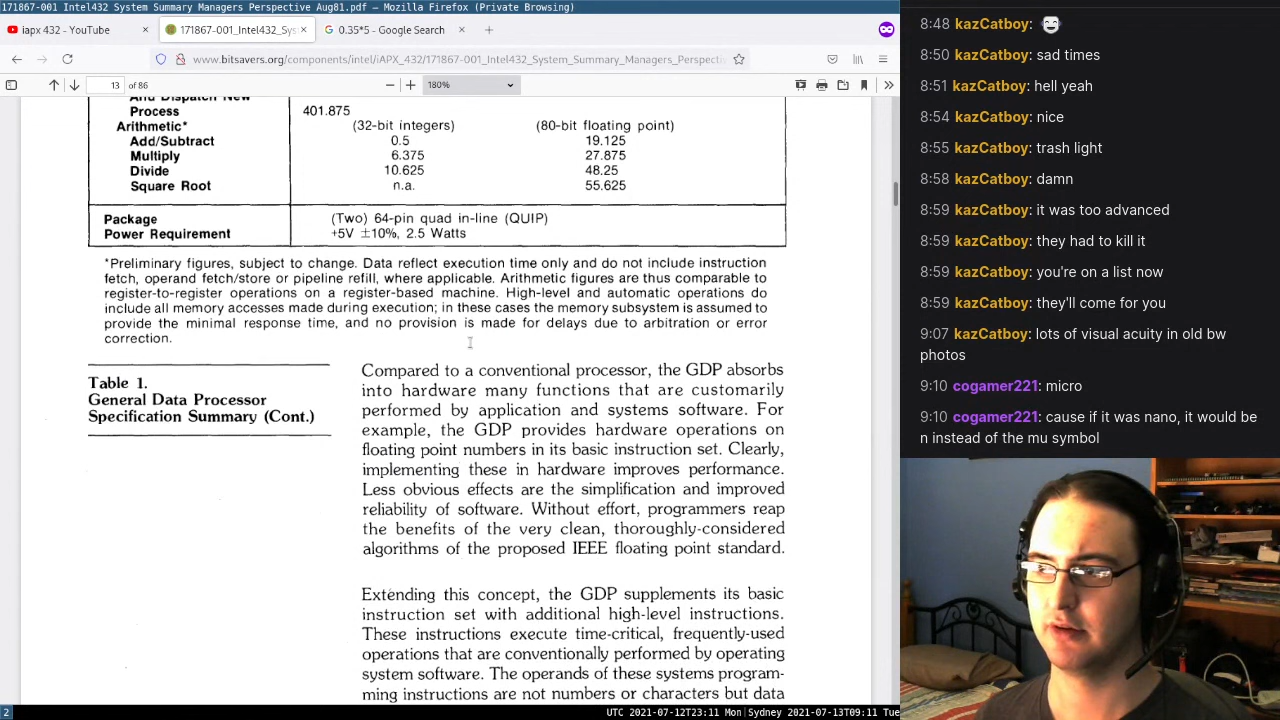 171867-001_Intel432 System Summary Managers Perspective Aug81.pdf - Mozilla Firefox (Private Browsing)
iapx 432 - YouTube
171867-001_Intel432_Sys
0.35*5 - Google Search
www.bitsavers.org/components/intel/iAPX_432/171867-001_Intel432_System_Summary_Managers_Perspecti
13 of 86
180%
And Dispatch New
Process 401.875
Arithmetic* (32-bit integers) (80-bit floating point)
Add/Subtract 0.5 19.125
Multiply 6.375 27.875
Divide 10.625 48.25
Square Root n.a. 55.625
Package (Two) 64-pin quad in-line (QUIP)
Power Requirement +5V ±10%, 2.5 Watts
*Preliminary figures, subject to change. Data reflect execution time only and do not include instruction
fetch, operand fetch/store or pipeline refill, where applicable. Arithmetic figures are thus comparable to
register-to-register operations on a register-based machine. High-level and automatic operations do
include all memory accesses made during execution; in these cases the memory subsystem is assumed to
provide the minimal response time, and no provision is made for delays due to arbitration or error
correction.
Table 1.
General Data Processor
Specification Summary (Cont.)
Compared to a conventional processor, the GDP absorbs
into hardware many functions that are customarily
performed by application and systems software. For
example, the GDP provides hardware operations on
floating point numbers in its basic instruction set. Clearly,
implementing these in hardware improves performance.
Less obvious effects are the simplification and improved
reliability of software. Without effort, programmers reap
the benefits of the very clean, thoroughly-considered
algorithms of the proposed IEEE floating point standard.
Extending this concept, the GDP supplements its basic
instruction set with additional high-level instructions.
These instructions execute time-critical, frequently-used
operations that are conventionally performed by operating
system software. The operands of these systems program-
ming instructions are not numbers or characters but data
8:48 kazCatboy:
8:50 kazCatboy: sad times
8:51 kazCatboy: hell yeah
8:54 kazCatboy: nice
8:55 kazCatboy: trash light
8:58 kazCatboy: damn
8:59 kazCatboy: it was too advanced
8:59 kazCatboy: they had to kill it
8:59 kazCatboy: you're on a list now
8:59 kazCatboy: they'll come for you
9:07 kazCatboy: lots of visual acuity in old bw
photos
9:10 cogamer221: micro
9:10 cogamer221: cause if it was nano, it would be
n instead of the mu symbol
2
UTC 2021-07-12T23:11 Mon Sydney 2021-07-13T09:11 Tue